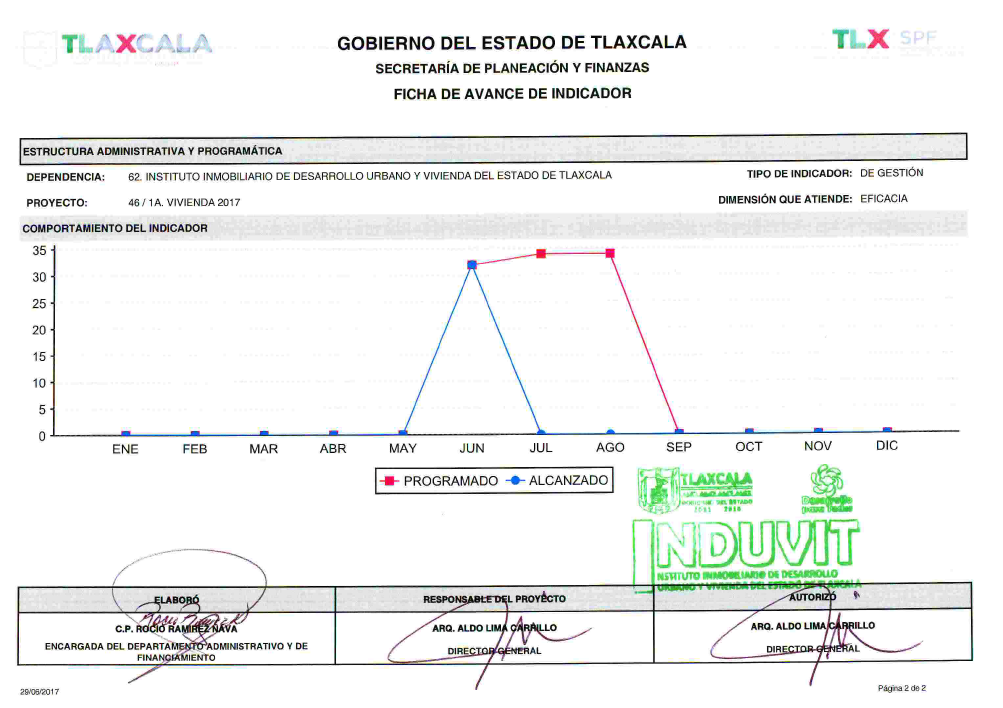 TLAXCALA
TLX SPF
GOBIERNO DEL ESTADO DE TLAXCALA
SECRETARÍA DE PLANEACIÓN Y FINANZAS
FICHA DE AVANCE DE INDICADOR
ESTRUCTURA ADMINISTRATIVA Y PROGRAMÁTICA
DEPENDENCIA: 62. INSTITUTO INMOBILIARIO DE DESARROLLO URBANO Y VIVIENDA DEL ESTADO DE TLAXCALA TIPO DE INDICADOR: DE GESTIÓN
PROYECTO: 46 / 1A. VIVIENDA 2017 DIMENSIÓN QUE ATIENDE: EFICACIA
COMPORTAMIENTO DEL INDICADOR
35
30
25
20
15
10
5
0
ENE FEB MAR ABR MAY JUN JUL AGO SEP OCT NOV DIC
PROGRAMADO ALCANZADO
TLAXCALA
Desarrollo
para Todos
INDUVIT
INSTITUTO INMOBILIARIO DE DESARROLLO
URBANO Y VIVIENDA DEL ESTADO DE TLAXCALA
ELABORÓ RESPONSABLE DEL PROYECTO AUTORIZÓ
C.P. ROCIO RAMIREZ NAVA ARQ. ALDO LIMA CARRILLO ARQ. ALDO LIMA CARRILLO
ENCARGADA DEL DEPARTAMENTO ADMINISTRATIVO Y DE DIRECTOR GENERAL DIRECTOR GENERAL
FINANCIAMIENTO
29/06/2017 Página 2 de 2